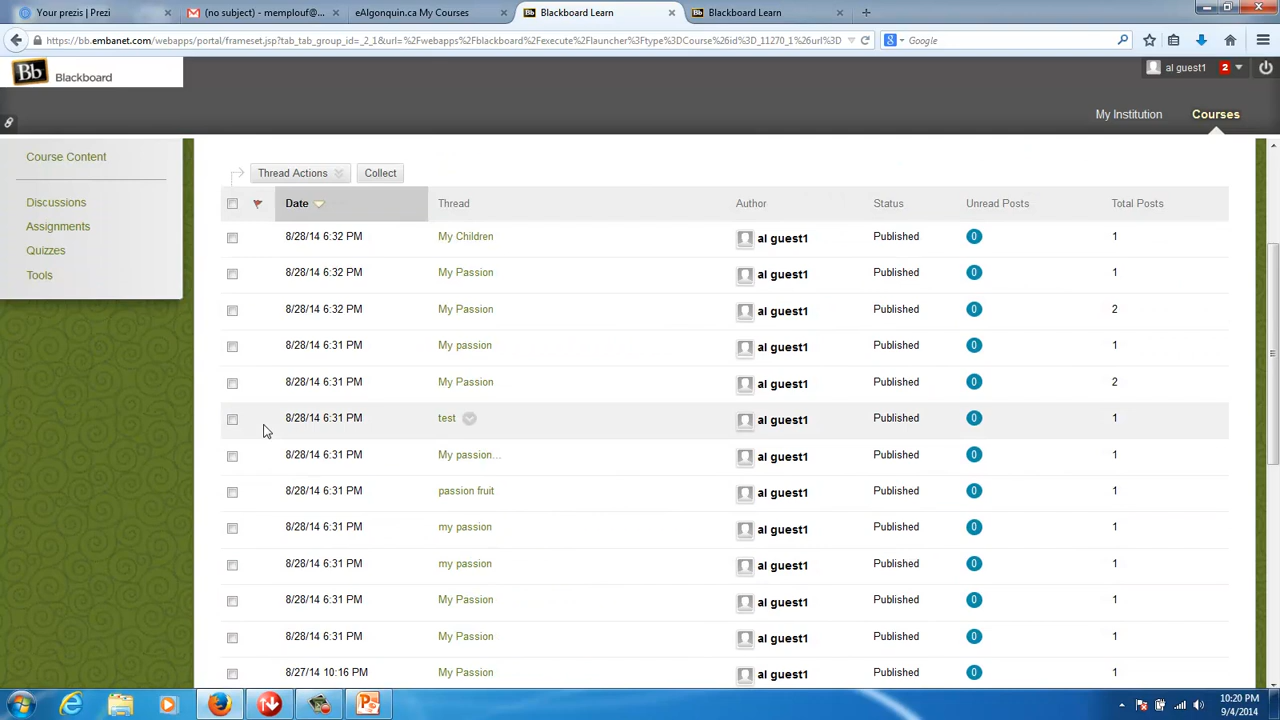 Your prezis | Prezi
(no subject) - memplouf@...
eAlgonquin.ca My Course ...
Blackboard Learn
Blackboard Learn
https://bb.embanet.com/webapps/portal/frameset.jsp?tab_tab_group_id=_2_1&url=%2Fwebapps%2Fblackboard%2Fexecute%2Flauncher%3Ftype%3DCourse%26id%3D_11270_1%26url%3D
Google
Bb Blackboard
al guest1 2
My Institution Courses
Course Content
Discussions
Assignments
Quizzes
Tools
Thread Actions Collect
Date Thread Author Status Unread Posts Total Posts
8/28/14 6:32 PM My Children al guest1 Published 0 1
8/28/14 6:32 PM My Passion al guest1 Published 0 1
8/28/14 6:32 PM My Passion al guest1 Published 0 2
8/28/14 6:31 PM My passion al guest1 Published 0 1
8/28/14 6:31 PM My Passion al guest1 Published 0 2
8/28/14 6:31 PM test al guest1 Published 0 1
8/28/14 6:31 PM My passion... al guest1 Published 0 1
8/28/14 6:31 PM passion fruit al guest1 Published 0 1
8/28/14 6:31 PM my passion al guest1 Published 0 1
8/28/14 6:31 PM my passion al guest1 Published 0 1
8/28/14 6:31 PM My Passion al guest1 Published 0 1
8/28/14 6:31 PM My Passion al guest1 Published 0 1
8/27/14 10:16 PM My Passion al guest1 Published 0 1
10:20 PM
9/4/2014